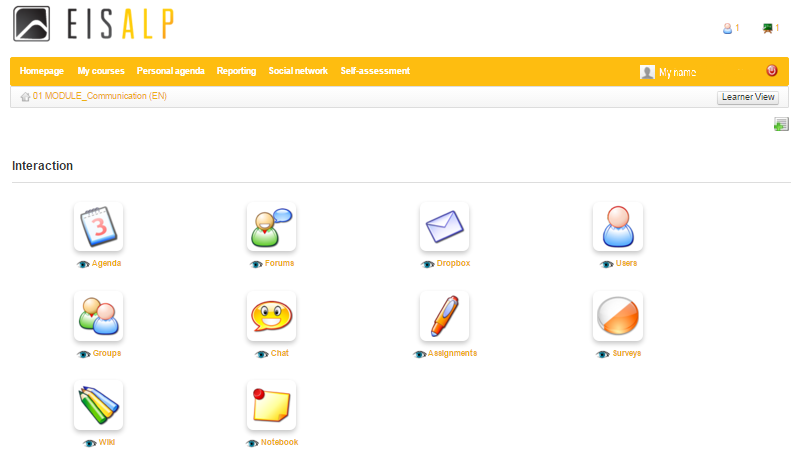 EISALP
1 1
Homepage My courses Personal agenda Reporting Social network Self-assessment My name
01 MODULE_Communication (EN) Learner View
Interaction
3
Agenda Forums Dropbox Users
Groups Chat Assignments Surveys
Wiki Notebook